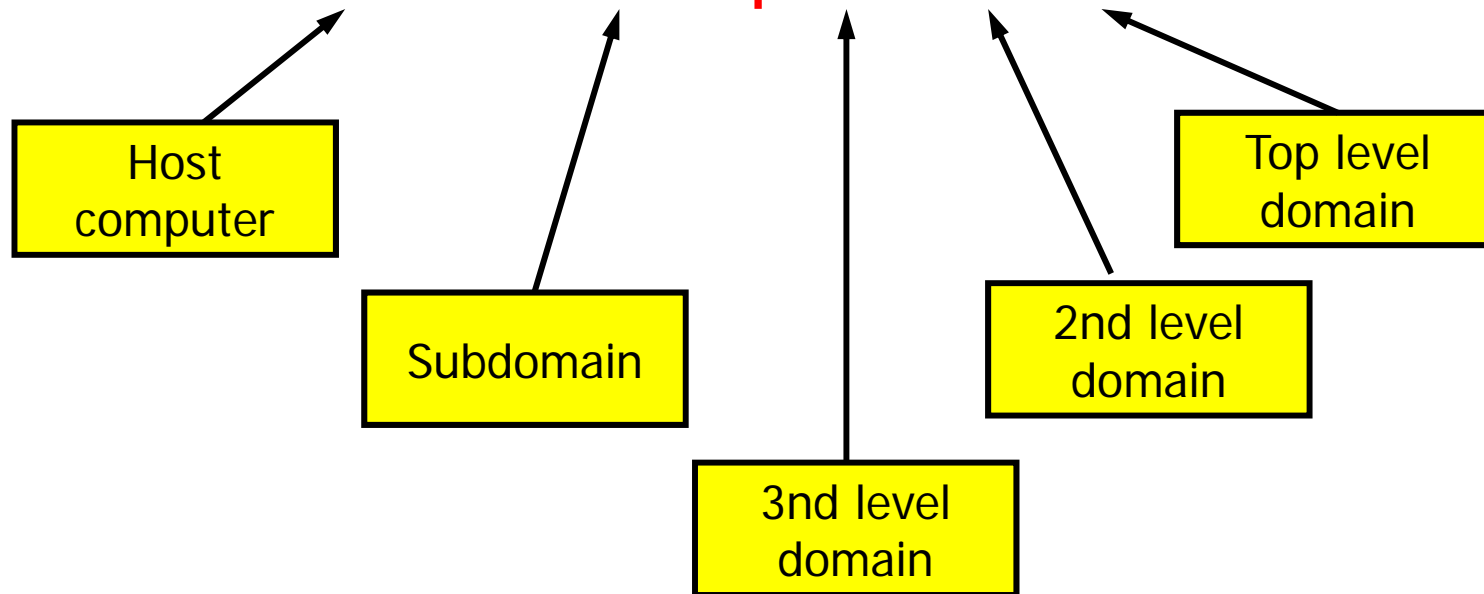 Host
computer
Subdomain
3nd level
domain
2nd level
domain
Top level
domain